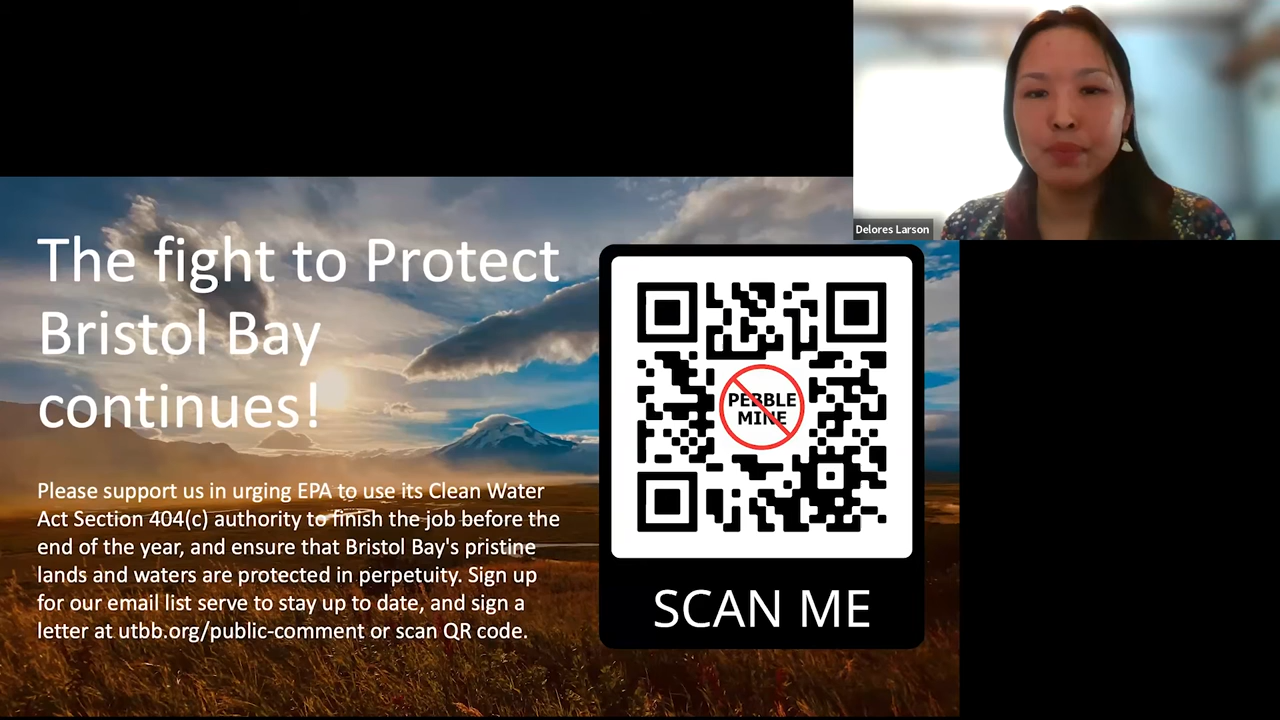 Delores Larson
The fight to Protect
Bristol Bay
continues!
Please support us in urging EPA to use its Clean Water
Act Section 404(c) authority to finish the job before the
end of the year, and ensure that Bristol Bay's pristine
lands and waters are protected in perpetuity. Sign up
for our email list serve to stay up to date, and sign a
letter at utbb.org/public-comment or scan QR code.
PEBBLE
MINE
SCAN ME